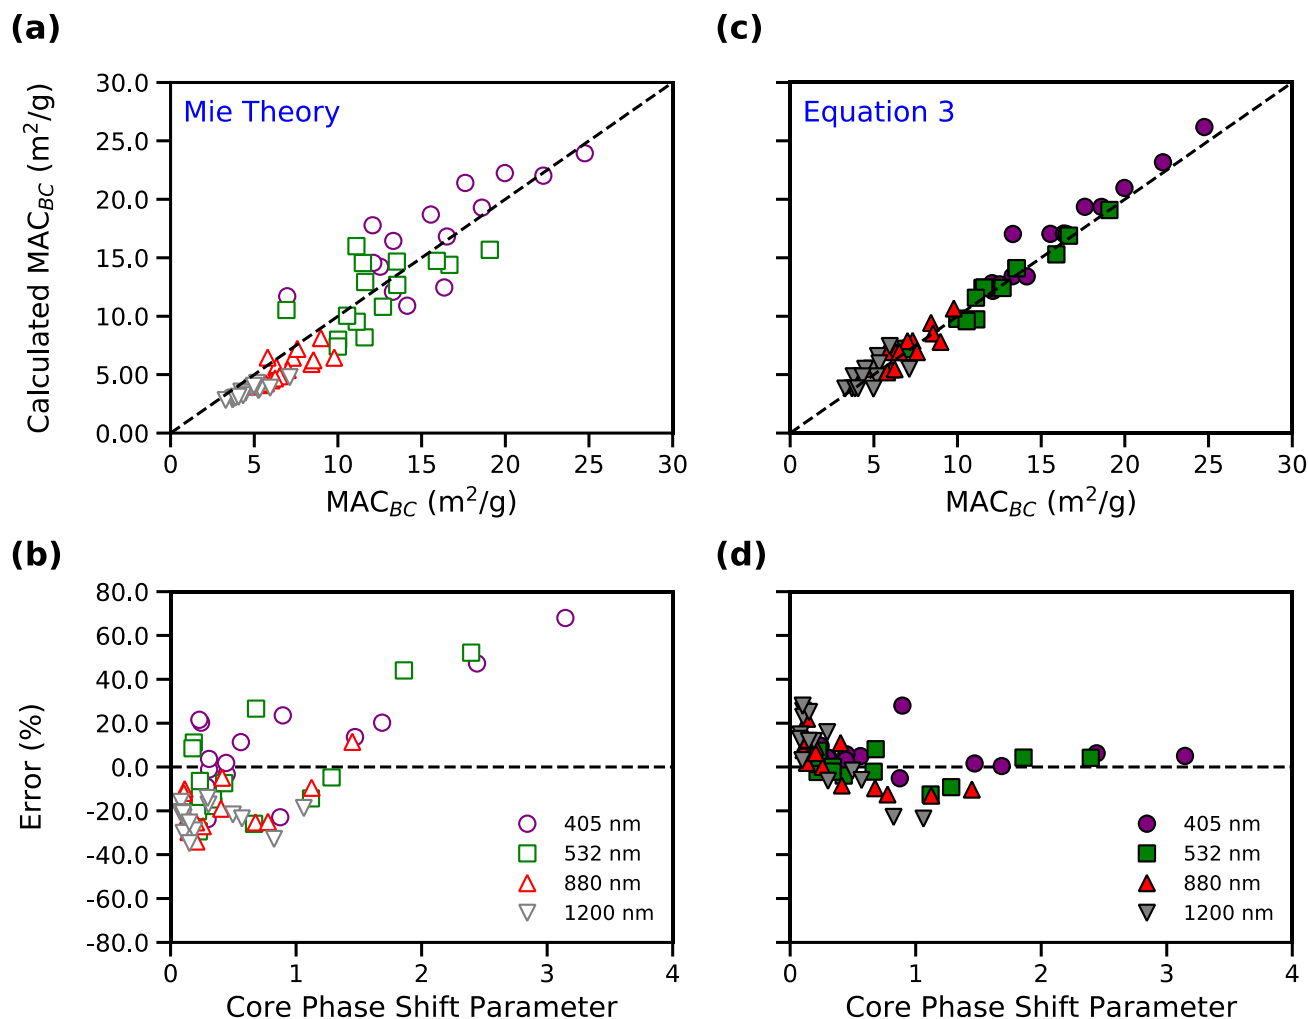 (a)
(c)
Mie Theory
Equation 3
Calculated MAC_BC (m²/g)
30.0
25.0
20.0
15.0
10.0
5.00
0.00
0 5 10 15 20 25 30
0 5 10 15 20 25 30
MAC_BC (m²/g)
MAC_BC (m²/g)
(b)
(d)
Error (%)
80.0
60.0
40.0
20.0
0.0
-20.0
-40.0
-60.0
-80.0
405 nm
532 nm
880 nm
1200 nm
405 nm
532 nm
880 nm
1200 nm
0 1 2 3 4
0 1 2 3 4
Core Phase Shift Parameter
Core Phase Shift Parameter